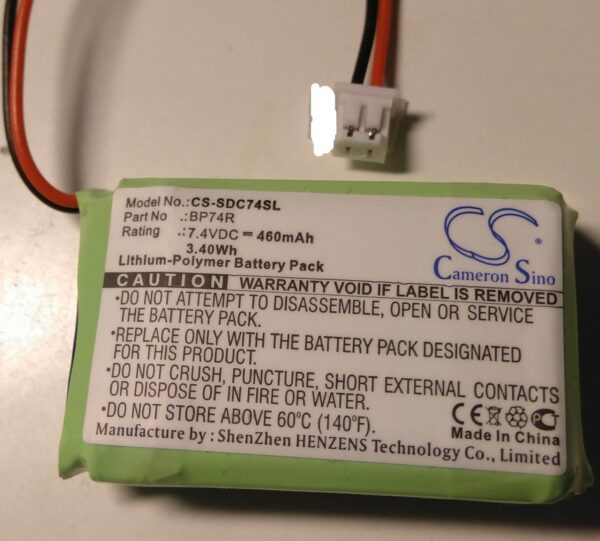 Model No.:CS-SDC74SL
Part No .:BP74R
Rating .:7.4VDC ⎓ 460mAh
3.40Wh
Lithium-Polymer Battery Pack
CS
Cameron Sino
CAUTION WARRANTY VOID IF LABEL IS REMOVED
•DO NOT ATTEMPT TO DISASSEMBLE, OPEN OR SERVICE
THE BATTERY PACK.
•REPLACE ONLY WITH THE BATTERY PACK DESIGNATED
FOR THIS PRODUCT.
•DO NOT CRUSH, PUNCTURE, SHORT EXTERNAL CONTACTS
OR DISPOSE OF IN FIRE OR WATER.
•DO NOT STORE ABOVE 60°C (140°F).
CE
Made In China
Manufacture by : ShenZhen HENZENS Technology Co., Limited